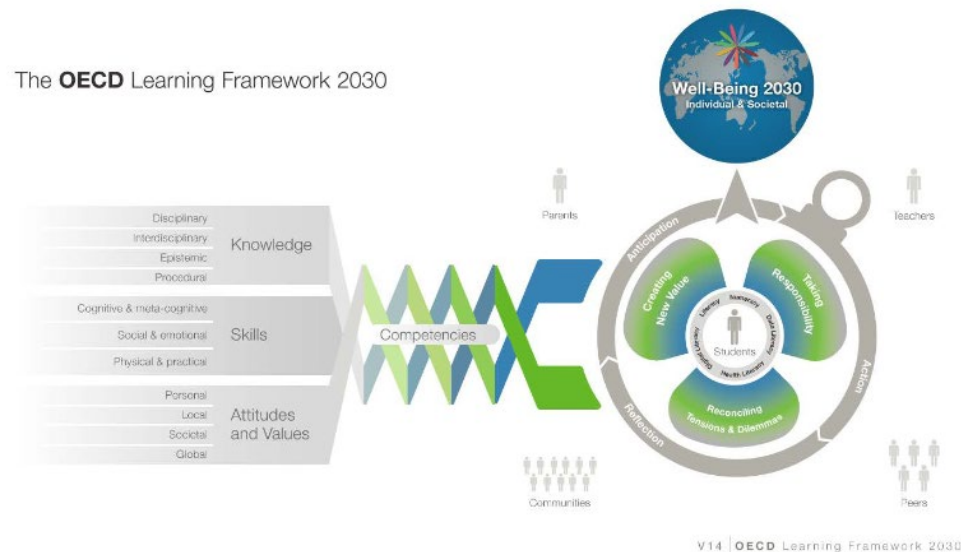 The OECD Learning Framework 2030
Well-Being 2030
Individual & Societal
Parents
Teachers
Disciplinary
Interdisciplinary
Epistemic
Procedural
Knowledge
Cognitive & meta-cognitive
Social & emotional
Physical & practical
Skills
Personal
Local
Societal
Global
Attitudes
and Values
Competencies
Anticipation
Action
Reflection
Creating
New Value
Taking
Responsibility
Reconciling
Tensions & Dilemmas
Literacy
Numeracy
Data Literacy
Health Literacy
Digital Literacy
Students
Communities
Peers
V14 | OECD Learning Framework 2030